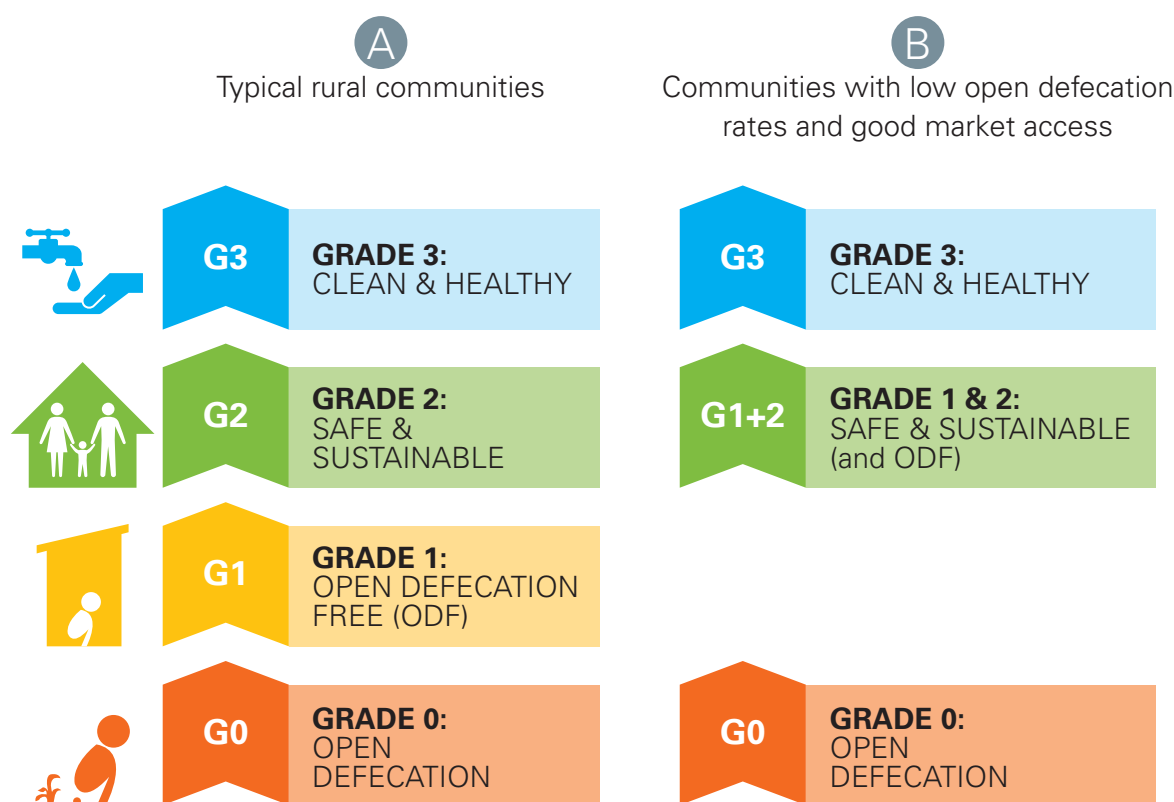 A
Typical rural communities
B
Communities with low open defecation
rates and good market access
G3
GRADE 3:
CLEAN & HEALTHY
G3
GRADE 3:
CLEAN & HEALTHY
G2
GRADE 2:
SAFE &
SUSTAINABLE
G1+2
GRADE 1 & 2:
SAFE & SUSTAINABLE
(and ODF)
G1
GRADE 1:
OPEN DEFECATION
FREE (ODF)
G0
GRADE 0:
OPEN
DEFECATION
G0
GRADE 0:
OPEN
DEFECATION